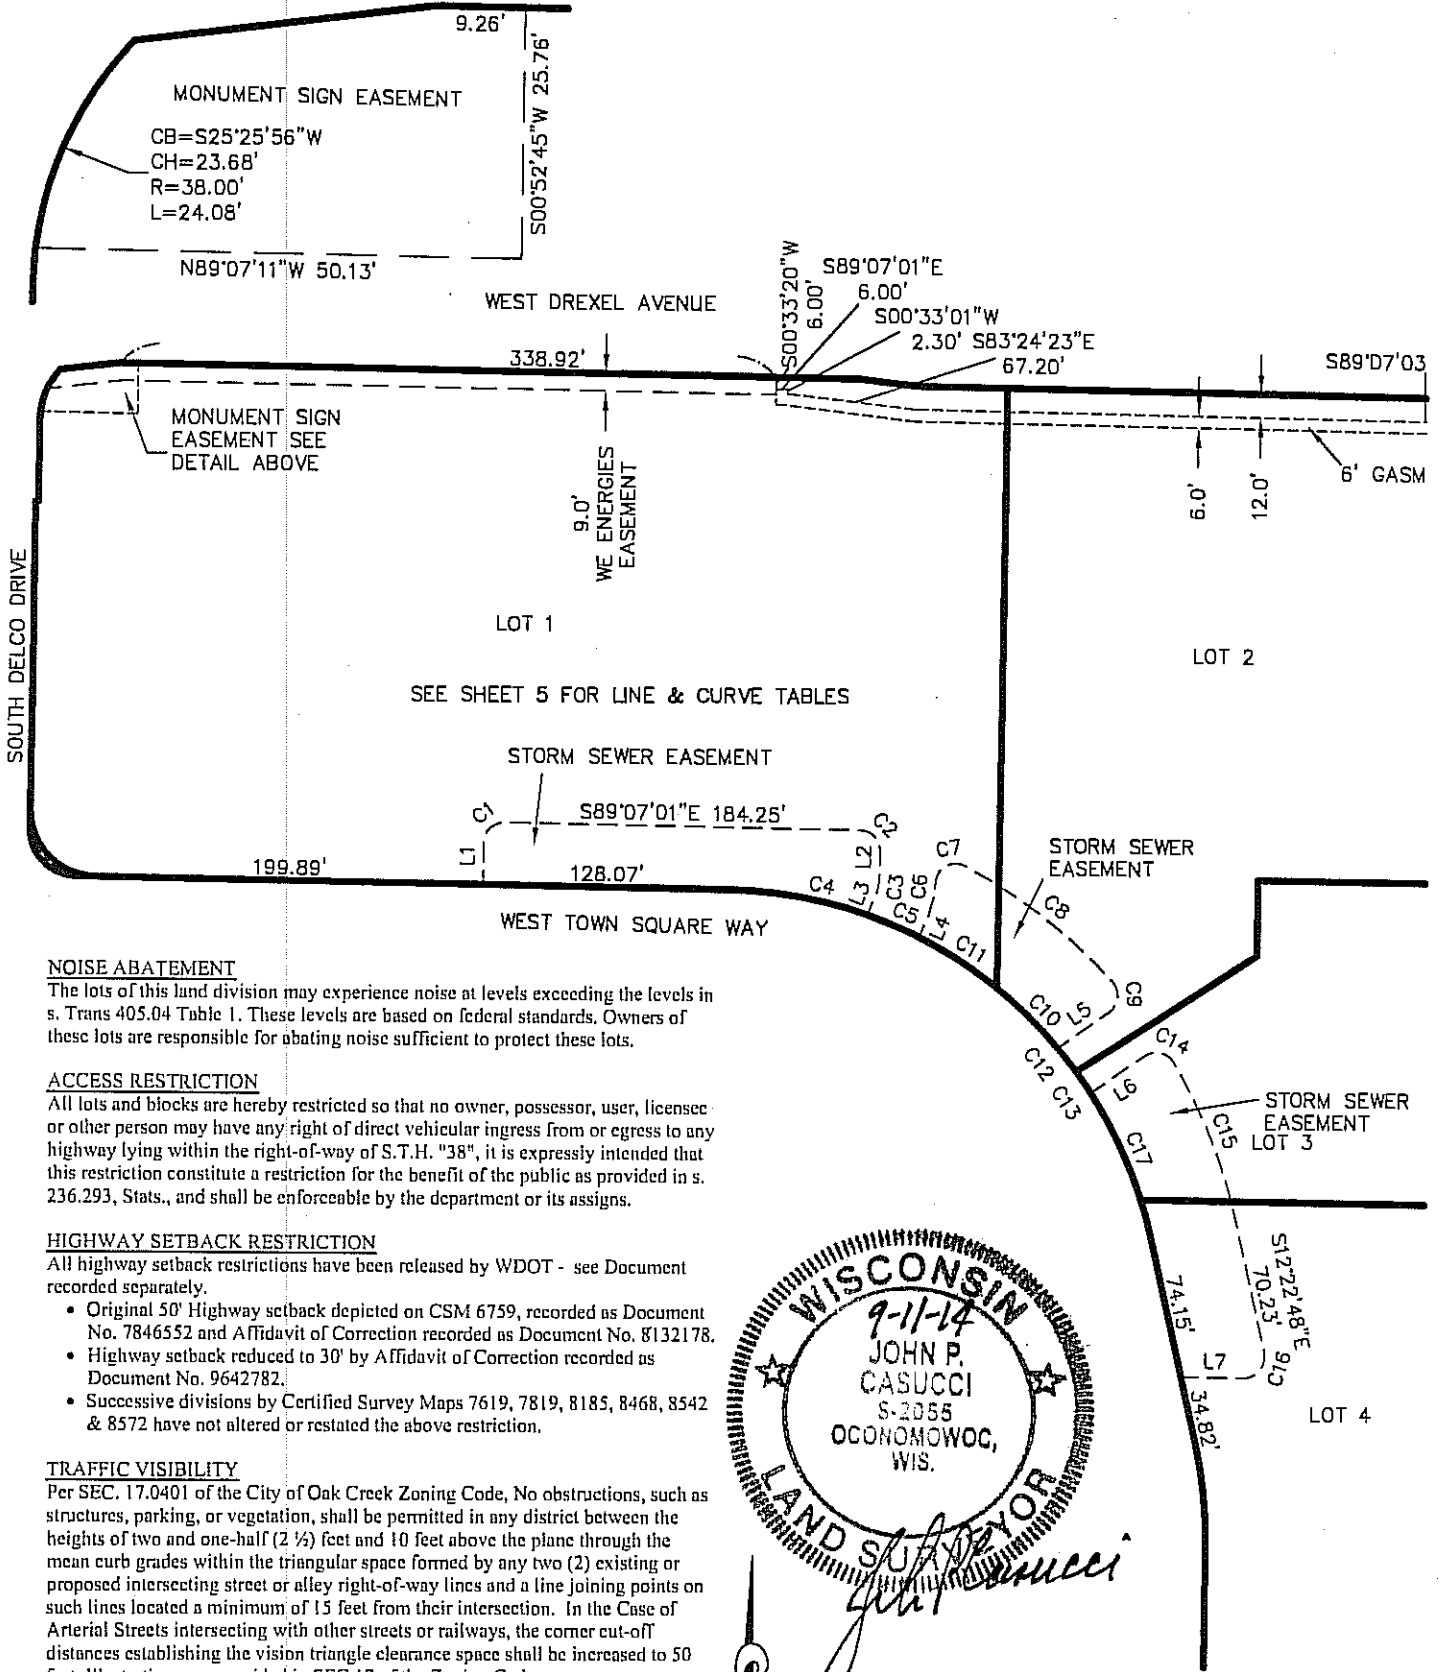 9.26'
MONUMENT SIGN EASEMENT
CB=S25°25'56"W
CH=23.68'
R=38.00'
L=24.08'
S00°52'45"W 25.76'
N89°07'11"W 50.13'
WEST DREXEL AVENUE
S00°33'20"W
6.00'
S89°07'01"E
6.00'
S00°33'01"W
2.30' S83°24'23"E
67.20'
338.92'
S89°07'03
MONUMENT SIGN
EASEMENT SEE
DETAIL ABOVE
9.0'
WE ENERGIES
EASEMENT
6.0'
12.0'
6' GASM
SOUTH DELCO DRIVE
LOT 1
LOT 2
SEE SHEET 5 FOR LINE & CURVE TABLES
STORM SEWER EASEMENT
C1
S89°07'01"E 184.25'
C2
L1
L2
L3
C3
C6
C7
STORM SEWER
EASEMENT
199.89'
128.07'
C4
C5
L4
C11
C8
WEST TOWN SQUARE WAY
C9
C10
L5
C12
C13
C14
L6
STORM SEWER
EASEMENT
C15
LOT 3
C17
S12°22'48"E
70.23'
74.15'
L7
C16
34.82'
LOT 4
NOISE ABATEMENT
The lots of this land division may experience noise at levels exceeding the levels in
s. Trans 405.04 Table 1. These levels are based on federal standards. Owners of
these lots are responsible for abating noise sufficient to protect these lots.
ACCESS RESTRICTION
All lots and blocks are hereby restricted so that no owner, possessor, user, licensee
or other person may have any right of direct vehicular ingress from or egress to any
highway lying within the right-of-way of S.T.H. "38", it is expressly intended that
this restriction constitute a restriction for the benefit of the public as provided in s.
236.293, Stats., and shall be enforceable by the department or its assigns.
HIGHWAY SETBACK RESTRICTION
All highway setback restrictions have been released by WDOT - see Document
recorded separately.
• Original 50' Highway setback depicted on CSM 6759, recorded as Document
No. 7846552 and Affidavit of Correction recorded as Document No. 8132178.
• Highway setback reduced to 30' by Affidavit of Correction recorded as
Document No. 9642782.
• Successive divisions by Certified Survey Maps 7619, 7819, 8185, 8468, 8542
& 8572 have not altered or restated the above restriction.
TRAFFIC VISIBILITY
Per SEC. 17.0401 of the City of Oak Creek Zoning Code, No obstructions, such as
structures, parking, or vegetation, shall be permitted in any district between the
heights of two and one-half (2 ½) feet and 10 feet above the plane through the
mean curb grades within the triangular space formed by any two (2) existing or
proposed intersecting street or alley right-of-way lines and a line joining points on
such lines located a minimum of 15 feet from their intersection. In the Case of
Arterial Streets intersecting with other streets or railways, the corner cut-off
distances establishing the vision triangle clearance space shall be increased to 50
WISCONSIN
9-11-14
JOHN P.
CASUCCI
S-2055
OCONOMOWOC,
WIS.
LAND SURVEYOR